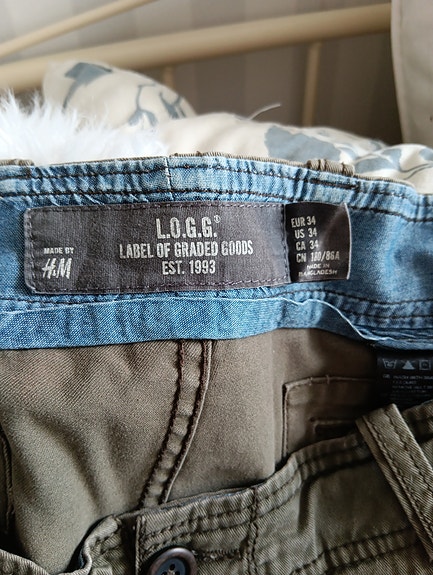 MADE BY
H&M
L.O.G.G.®
LABEL OF GRADED GOODS
EST. 1993
EUR 34
US 34
CA 34
CN 180/86A
MADE IN
BANGLADESH